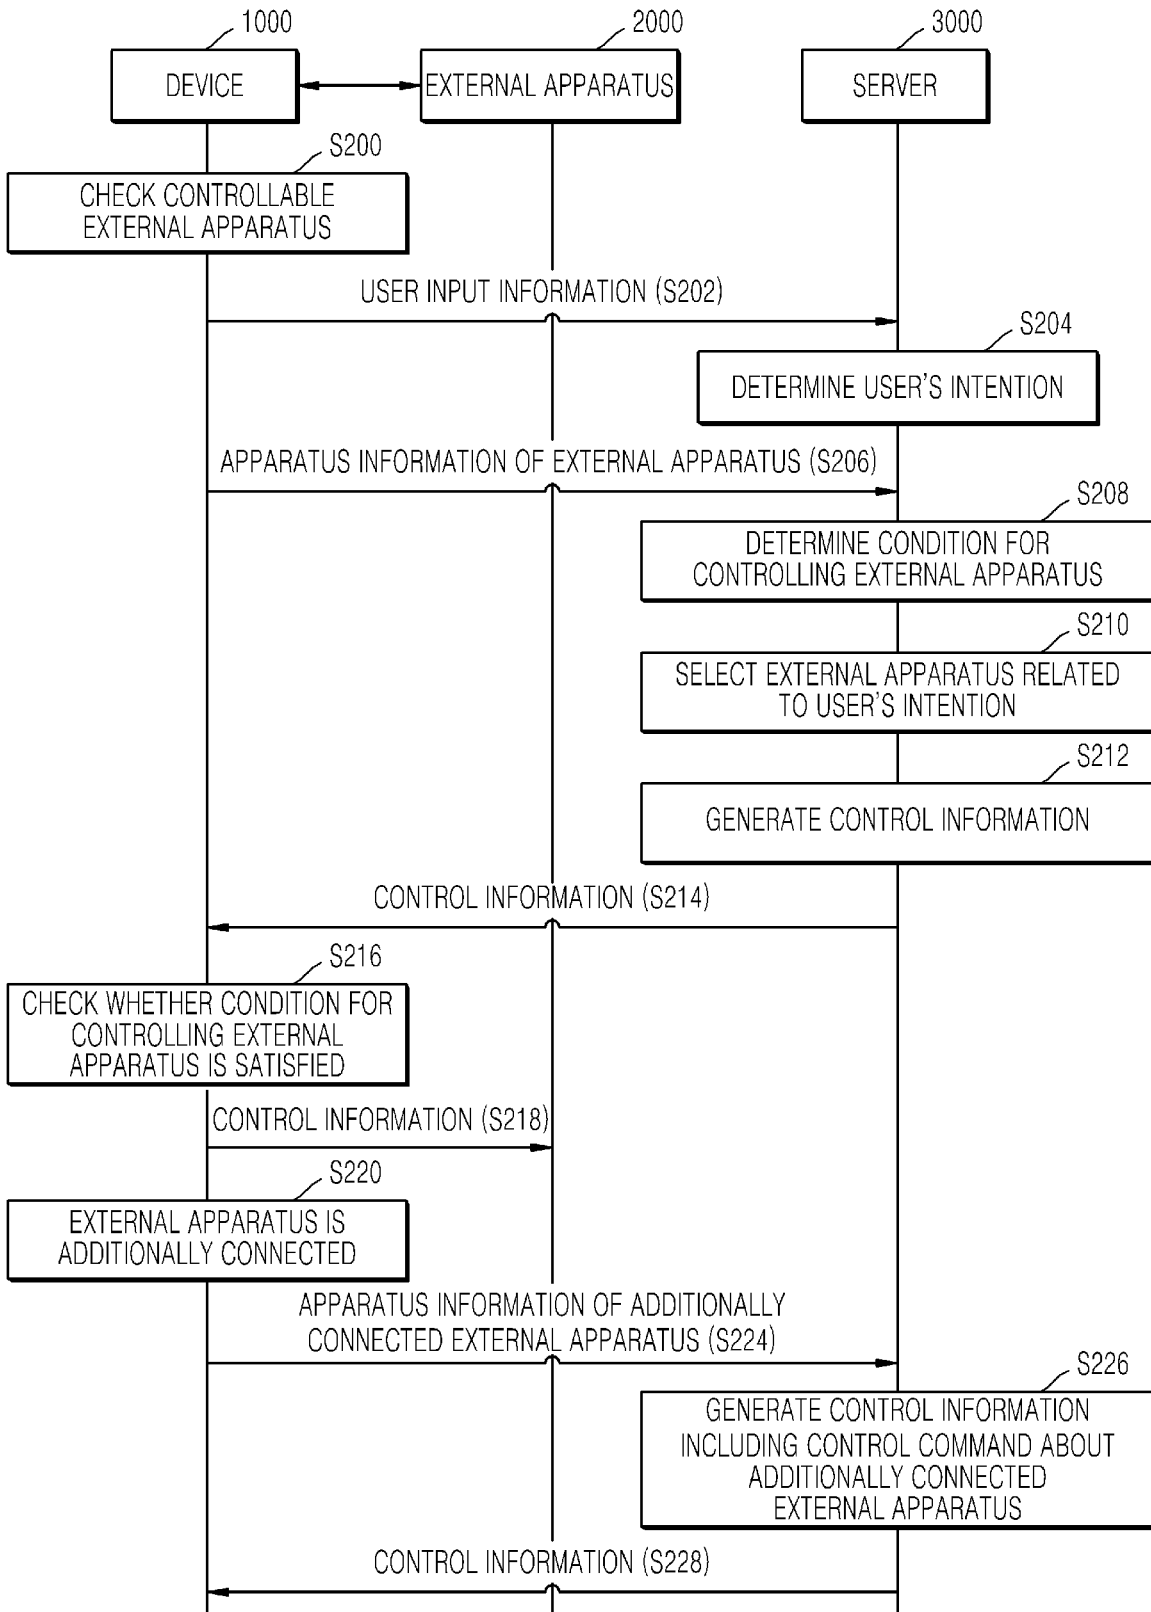 1000
2000
3000
DEVICE
EXTERNAL APPARATUS
SERVER
S200
CHECK CONTROLLABLE
EXTERNAL APPARATUS
USER INPUT INFORMATION (S202)
S204
DETERMINE USER'S INTENTION
APPARATUS INFORMATION OF EXTERNAL APPARATUS (S206)
S208
DETERMINE CONDITION FOR
CONTROLLING EXTERNAL APPARATUS
S210
SELECT EXTERNAL APPARATUS RELATED
TO USER'S INTENTION
S212
GENERATE CONTROL INFORMATION
CONTROL INFORMATION (S214)
S216
CHECK WHETHER CONDITION FOR
CONTROLLING EXTERNAL
APPARATUS IS SATISFIED
CONTROL INFORMATION (S218)
S220
EXTERNAL APPARATUS IS
ADDITIONALLY CONNECTED
APPARATUS INFORMATION OF ADDITIONALLY
CONNECTED EXTERNAL APPARATUS (S224)
S226
GENERATE CONTROL INFORMATION
INCLUDING CONTROL COMMAND ABOUT
ADDITIONALLY CONNECTED
EXTERNAL APPARATUS
CONTROL INFORMATION (S228)